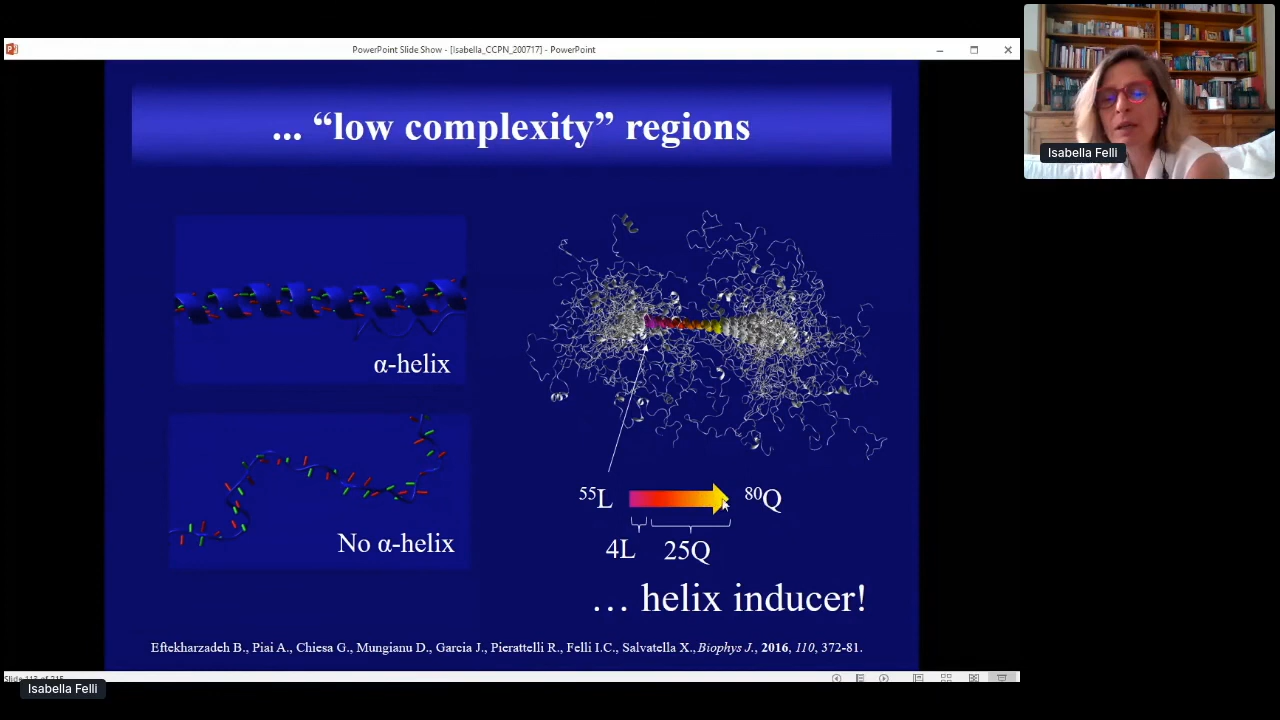 PowerPoint Slide Show - [Isabella_CCPN_200717] - PowerPoint
Isabella Felli
... “low complexity” regions
α-helix
No α-helix
55L
80Q
4L 25Q
... helix inducer!
Eftekharzadeh B., Piai A., Chiesa G., Mungianu D., Garcia J., Pierattelli R., Felli I.C., Salvatella X., Biophys J., 2016, 110, 372-81.
Isabella Felli